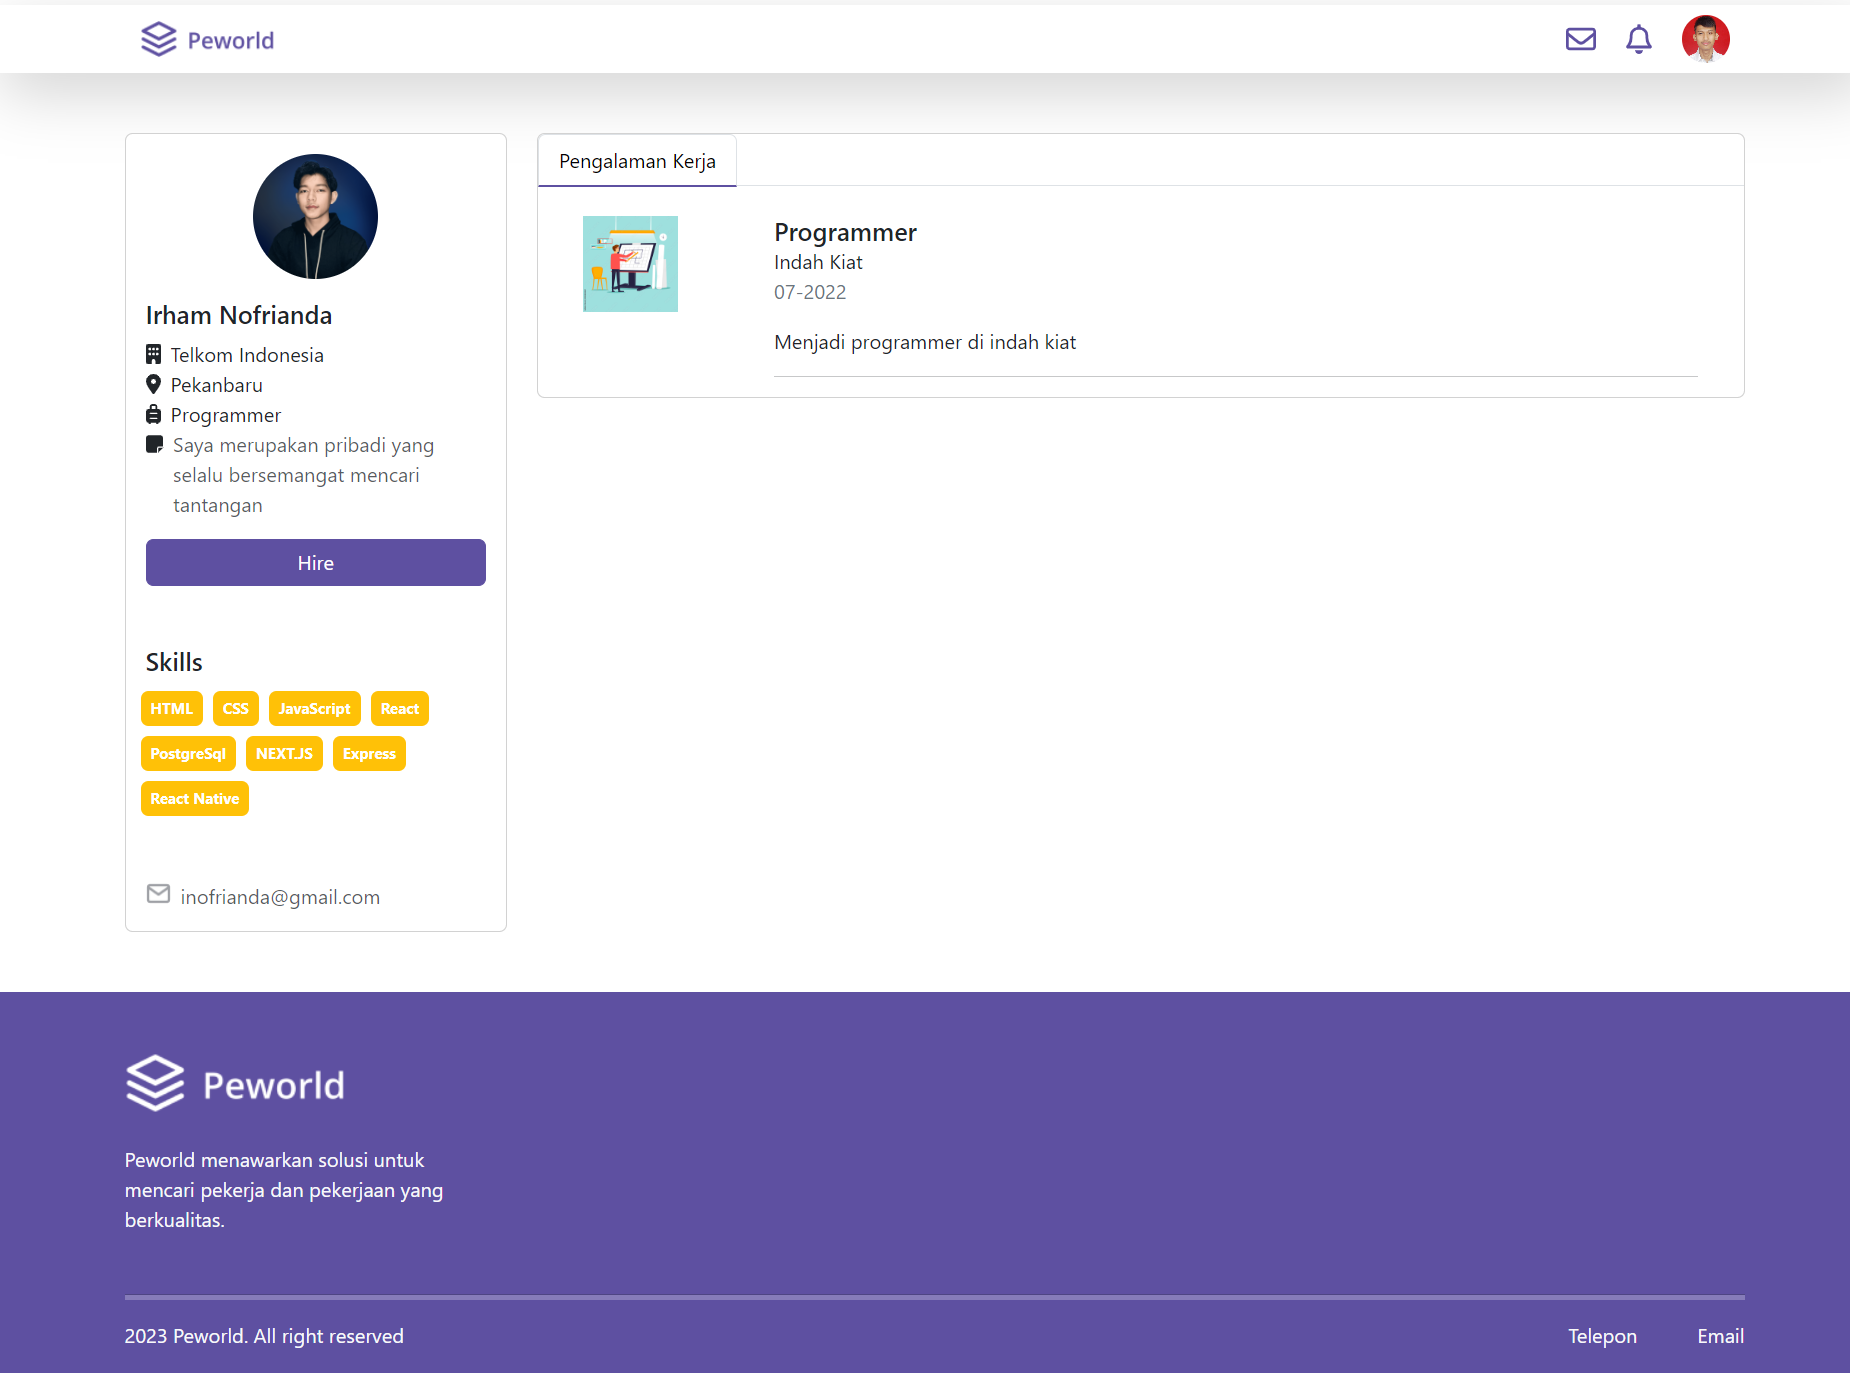 Peworld
Irham Nofrianda
Telkom Indonesia
Pekanbaru
Programmer
Saya merupakan pribadi yang
selalu bersemangat mencari
tantangan
Hire
Skills
HTML CSS JavaScript React
PostgreSql NEXT.JS Express
React Native
inofrianda@gmail.com
Pengalaman Kerja
Programmer
Indah Kiat
07-2022
Menjadi programmer di indah kiat
Peworld
Peworld menawarkan solusi untuk
mencari pekerja dan pekerjaan yang
berkualitas.
2023 Peworld. All right reserved
Telepon Email